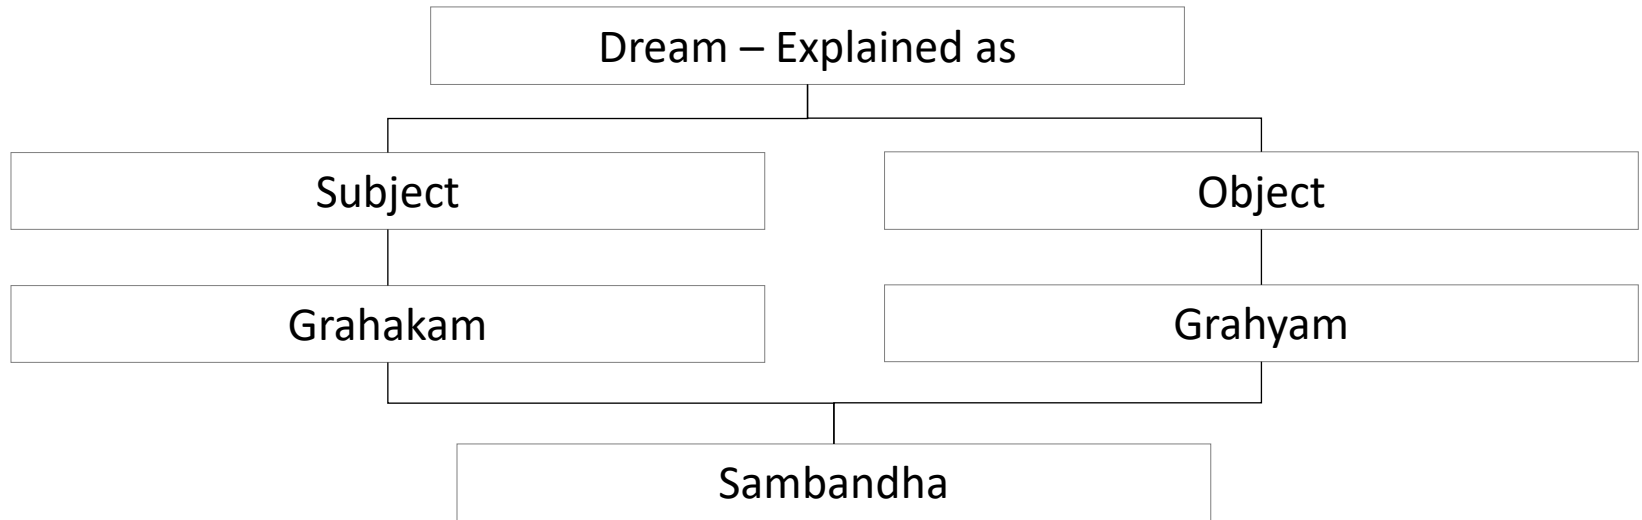 Dream – Explained as
Subject
Object
Grahakam
Grahyam
Sambandha